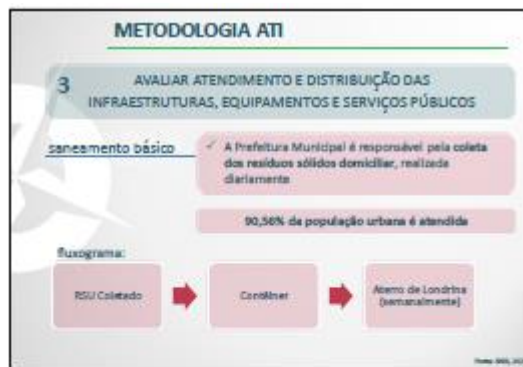 METODOLOGIA ATI
3
AVALIAR ATENDIMENTO E DISTRIBUIÇÃO DAS
INFRAESTRUTURAS, EQUIPAMENTOS E SERVIÇOS PÚBLICOS
saneamento básico
✓ A Prefeitura Municipal é responsável pela coleta
dos resíduos sólidos domiciliar, realizada
diariamente
90,56% da população urbana é atendida
fluxograma:
RSU Coletado
Contêiner
Aterro de Londrina
(semanalmente)